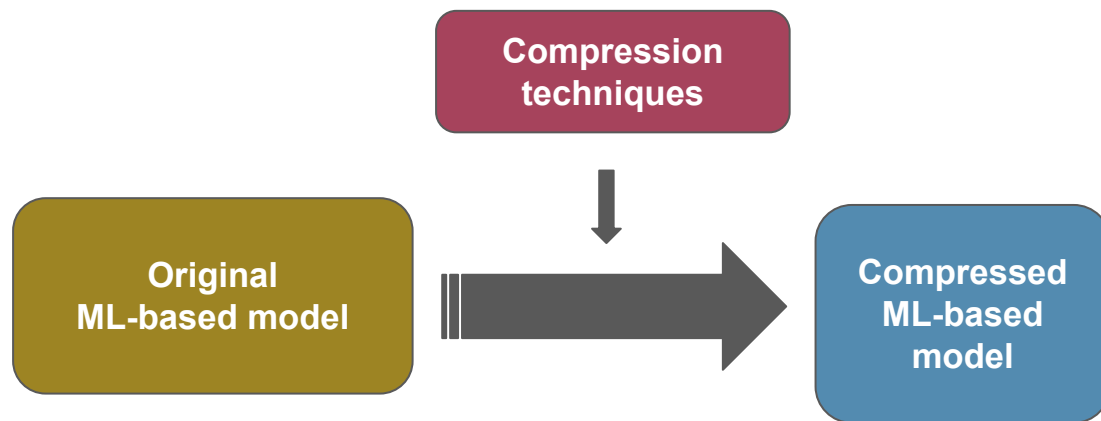 Compression
techniques
Original
ML-based model
Compressed
ML-based
model